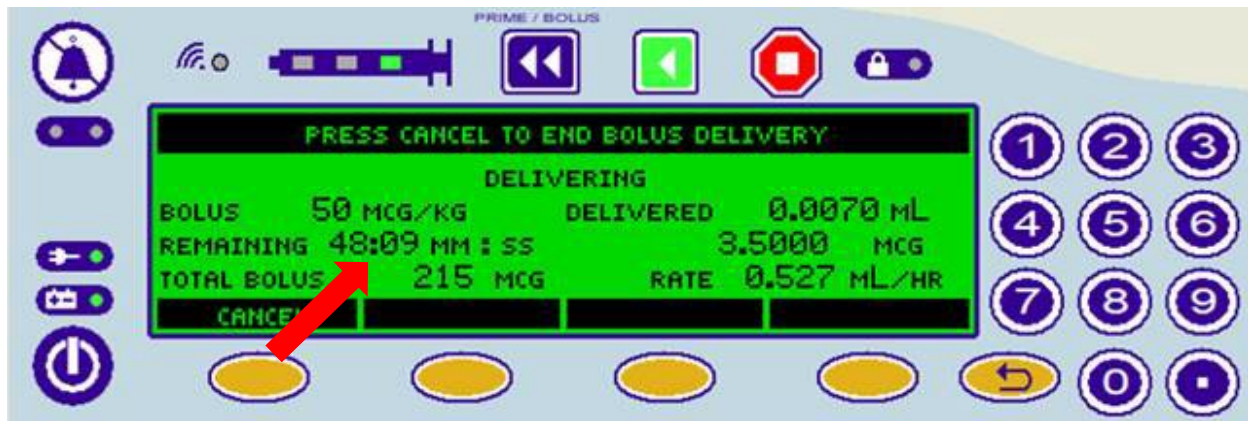 PRIME / BOLUS
PRESS CANCEL TO END BOLUS DELIVERY
DELIVERING
BOLUS 50 MCG/KG DELIVERED 0.0070 ML
REMAINING 48:09 MM : SS 3.5000 MCG
TOTAL BOLUS 215 MCG RATE 0.527 ML/HR
CANCEL
1 2 3
4 5 6
7 8 9
0 .